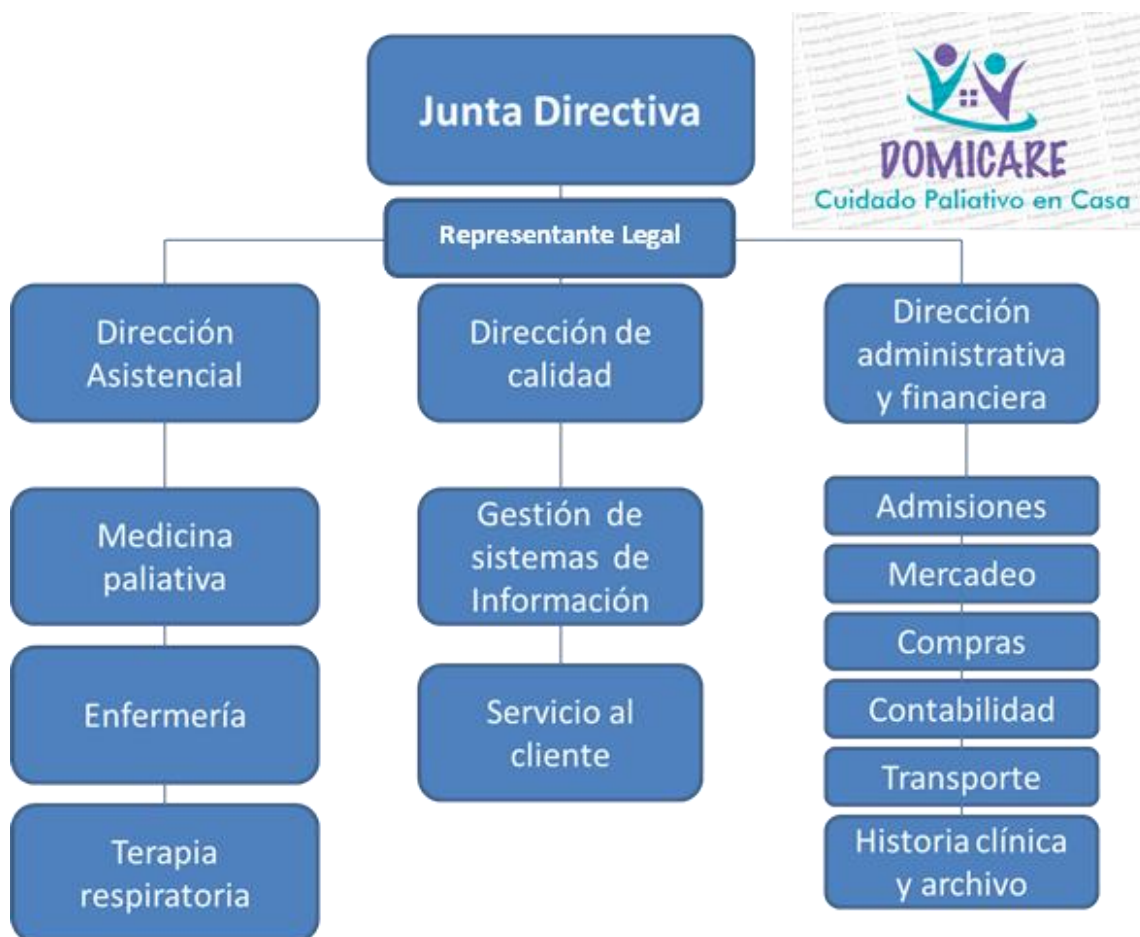 Junta Directiva
DOMICARE
Cuidado Paliativo en Casa
Representante Legal
Dirección
Asistencial
Dirección de
calidad
Dirección
administrativa
y financiera
Medicina
paliativa
Gestión de
sistemas de
Información
Admisiones
Mercadeo
Compras
Enfermería
Servicio al
cliente
Contabilidad
Transporte
Terapia
respiratoria
Historia clínica
y archivo